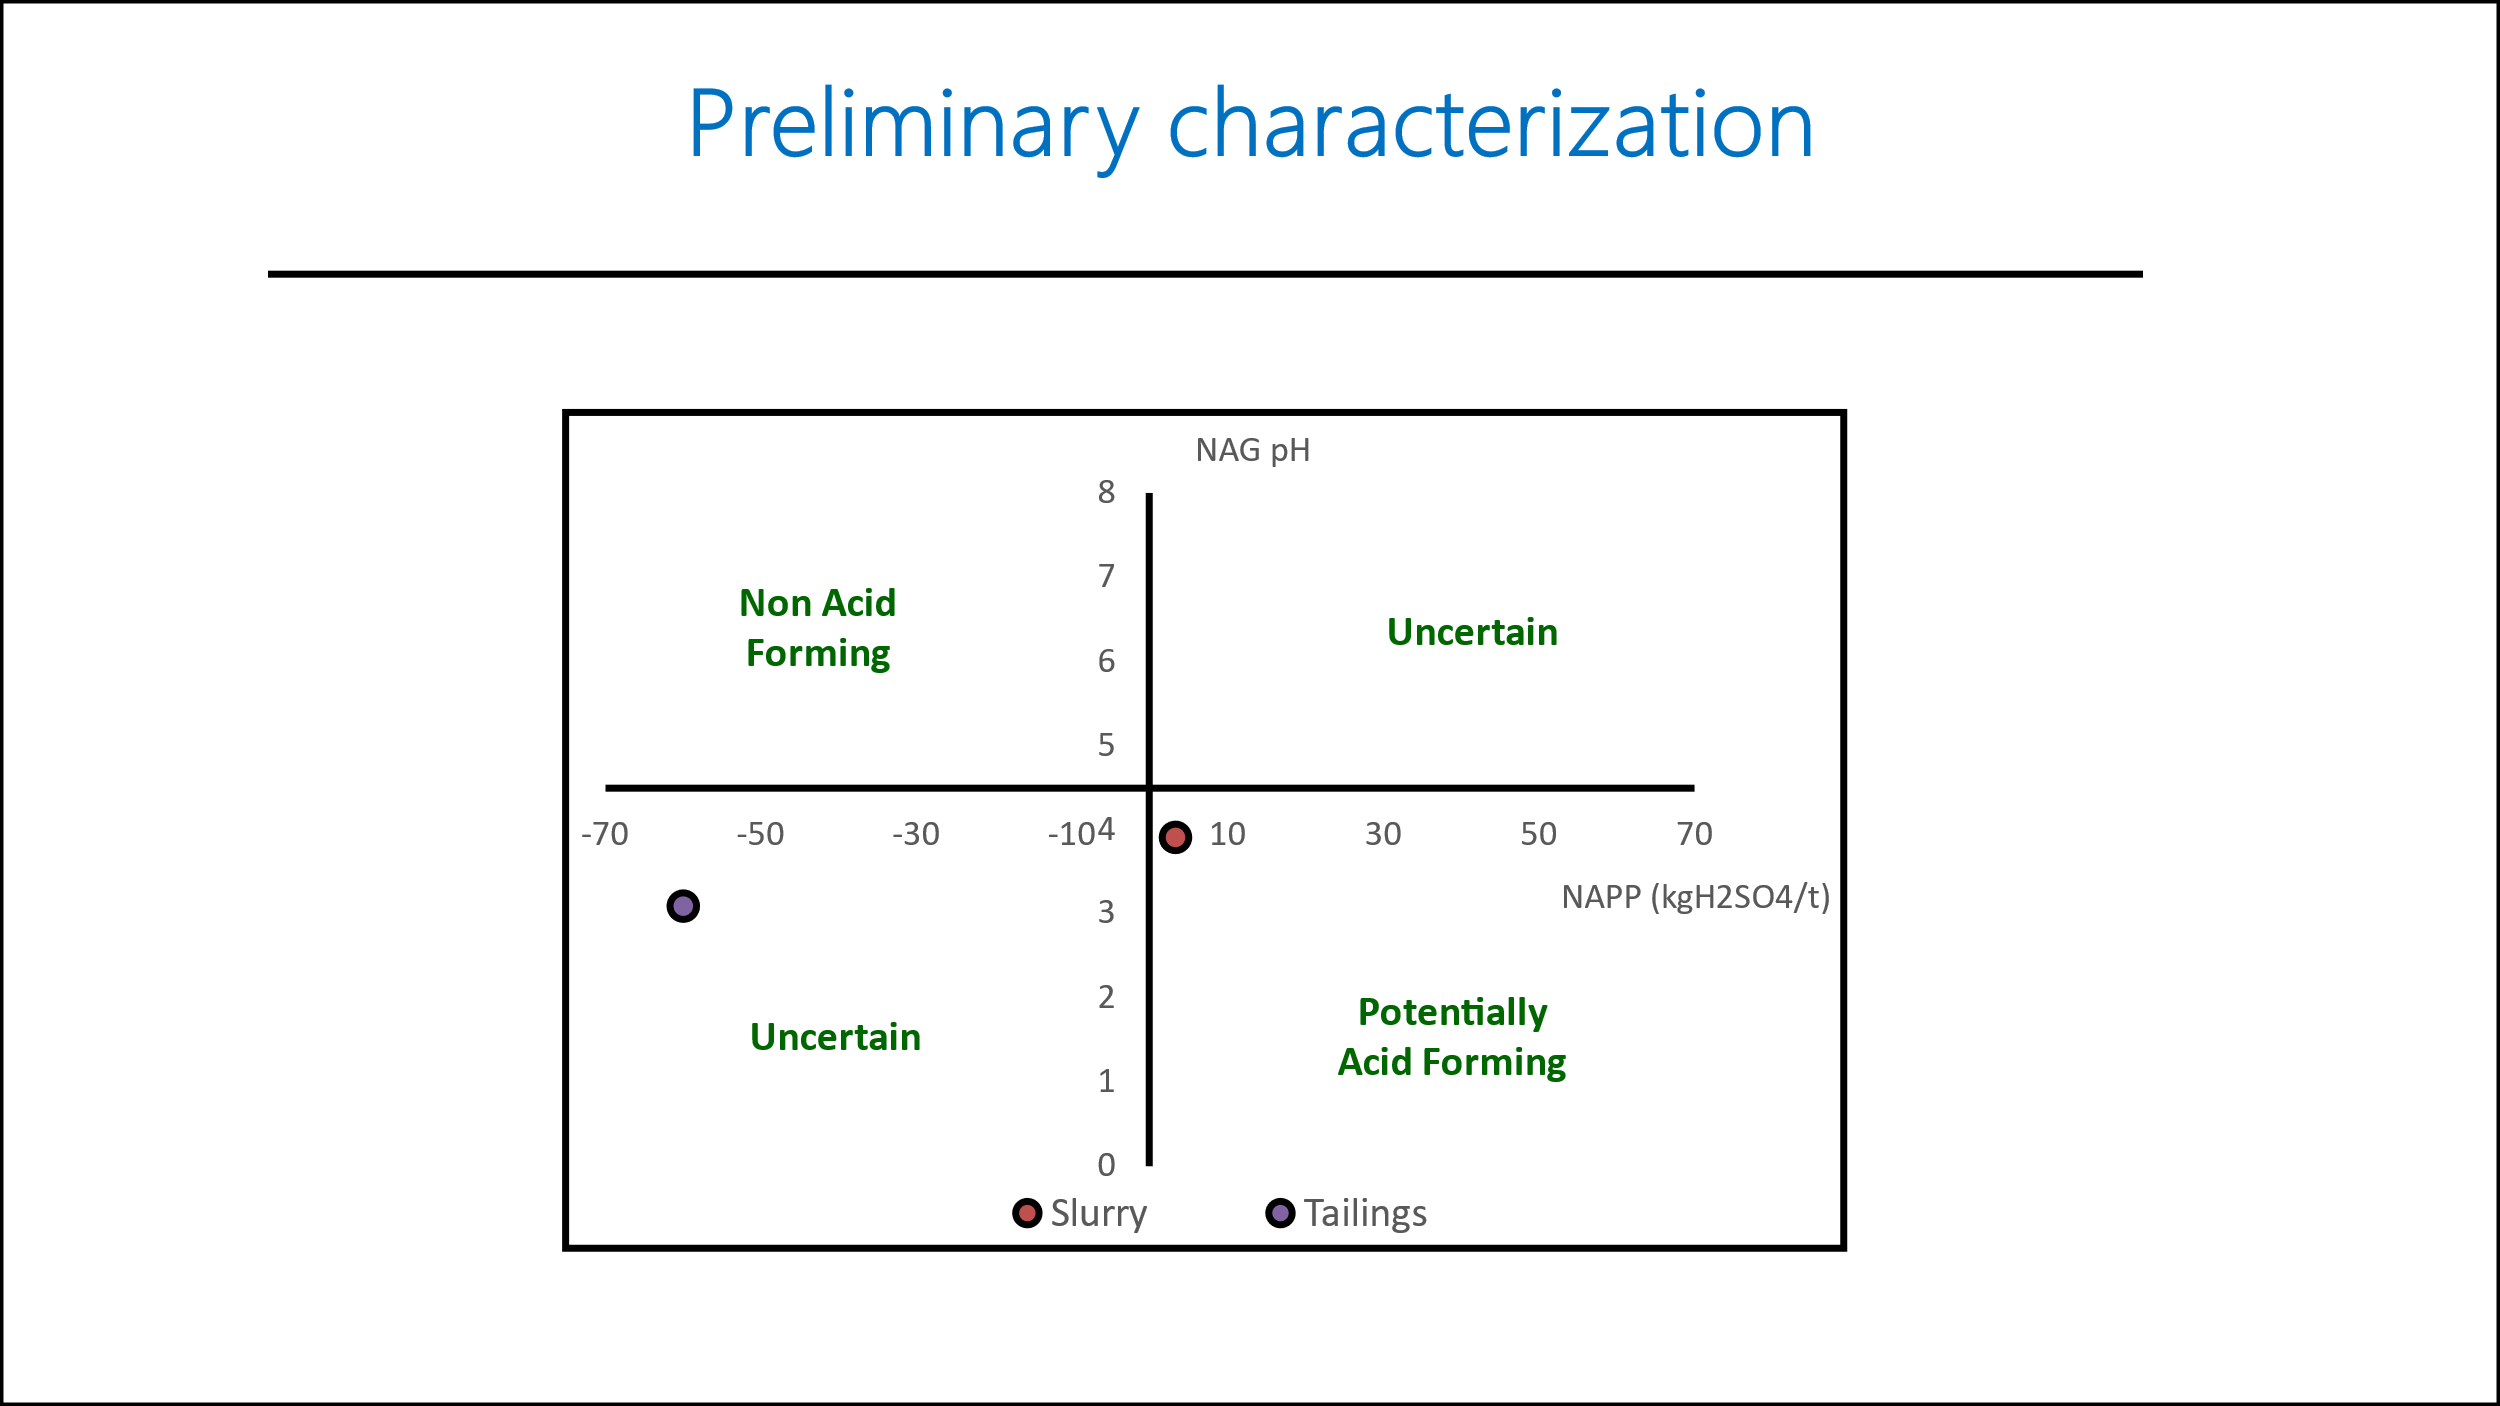 Preliminary characterization
NAG pH
8
7
Non Acid
Forming
Uncertain
6
5
-70 -50 -30 -10 4 10 30 50 70
NAPP (kgH2SO4/t)
3
2
Potentially
Acid Forming
Uncertain
1
0
Slurry Tailings